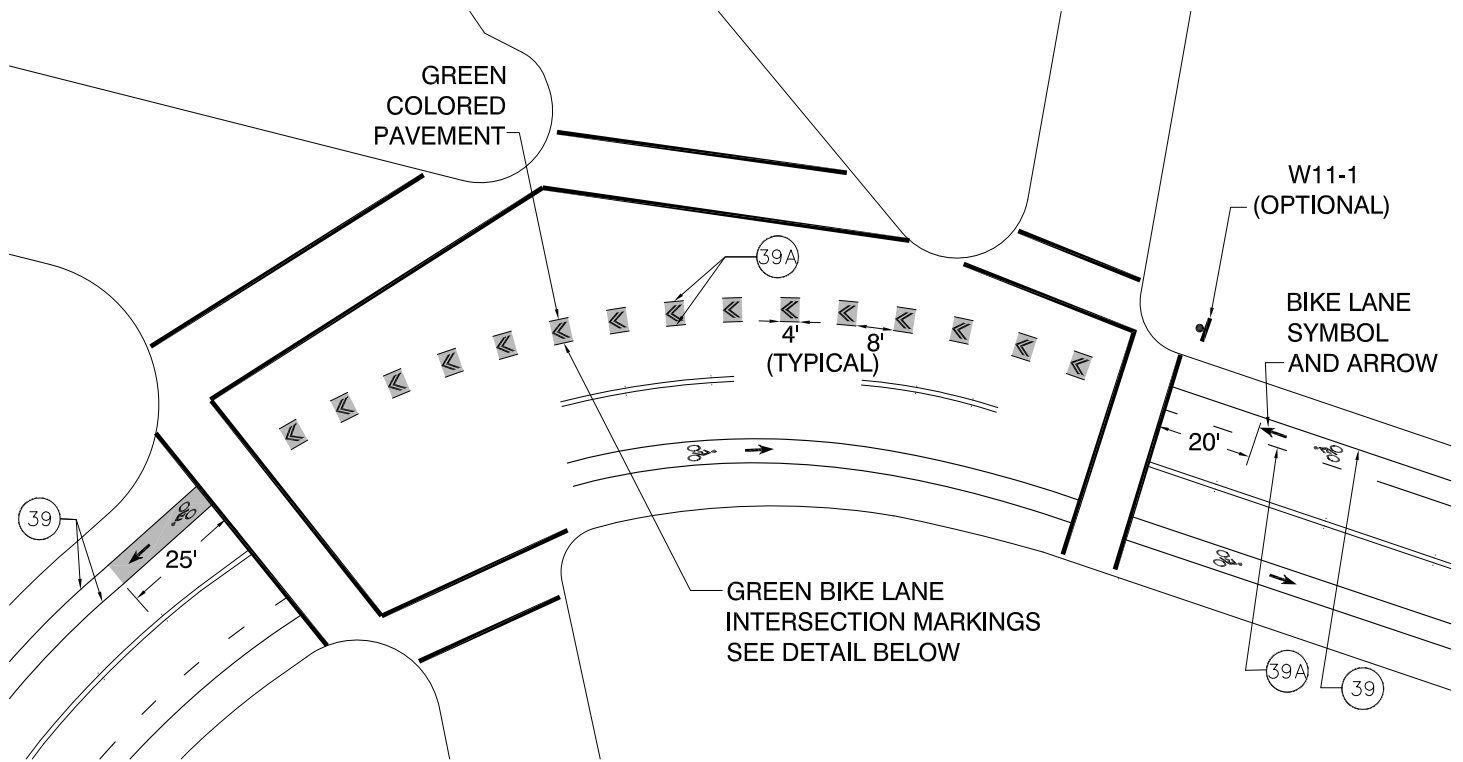 GREEN
COLORED
PAVEMENT
W11-1
(OPTIONAL)
39A
BIKE LANE
SYMBOL
AND ARROW
4'
8'
(TYPICAL)
20'
39
25'
GREEN BIKE LANE
INTERSECTION MARKINGS
SEE DETAIL BELOW
39A
39